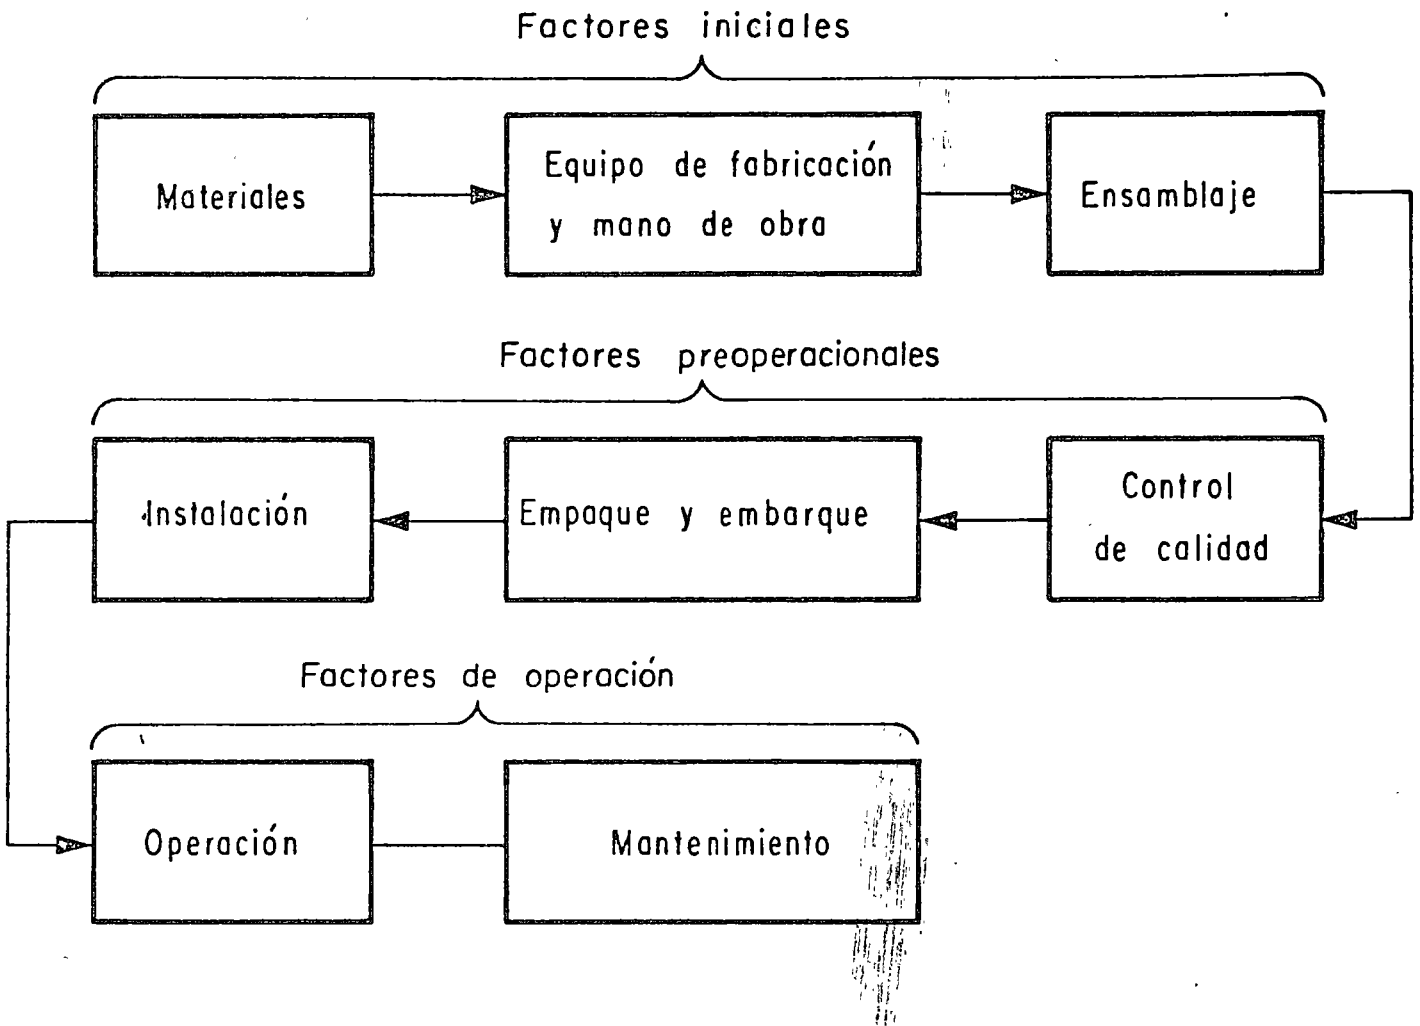 Factores iniciales
Materiales
Equipo de fabricación
y mano de obra
Ensamblaje
Factores preoperacionales
Instalación
Empaque y embarque
Control
de calidad
Factores de operación
Operación
Mantenimiento